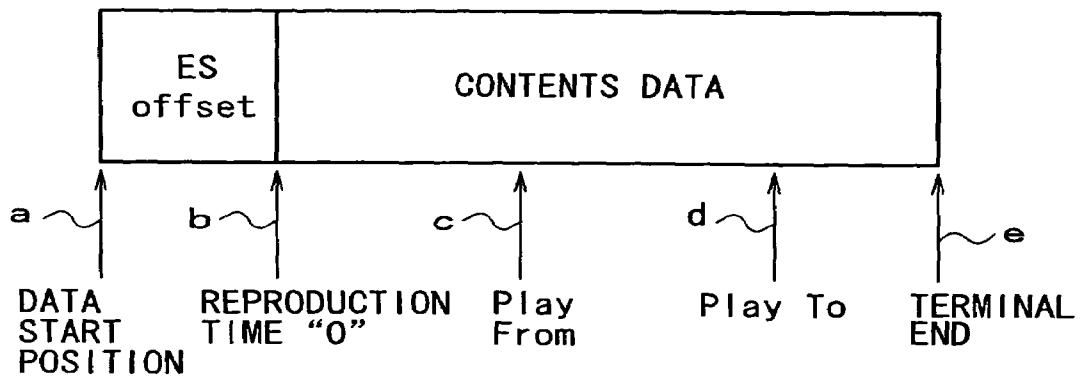 ES
offset
CONTENTS DATA
a
b
c
d
e
DATA
START
POSITION
REPRODUCTION
TIME “0”
Play
From
Play To
TERMINAL
END